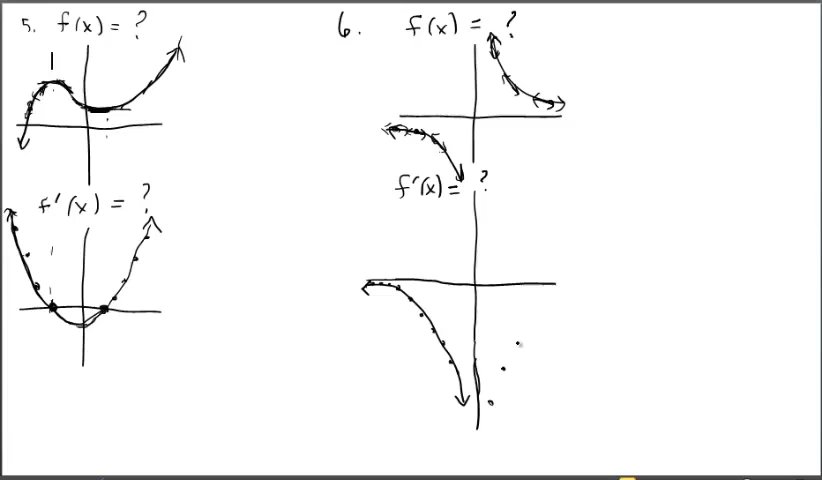 5. f(x) = ?
f'(x) = ?
6. f(x) = ?
f'(x) = ?